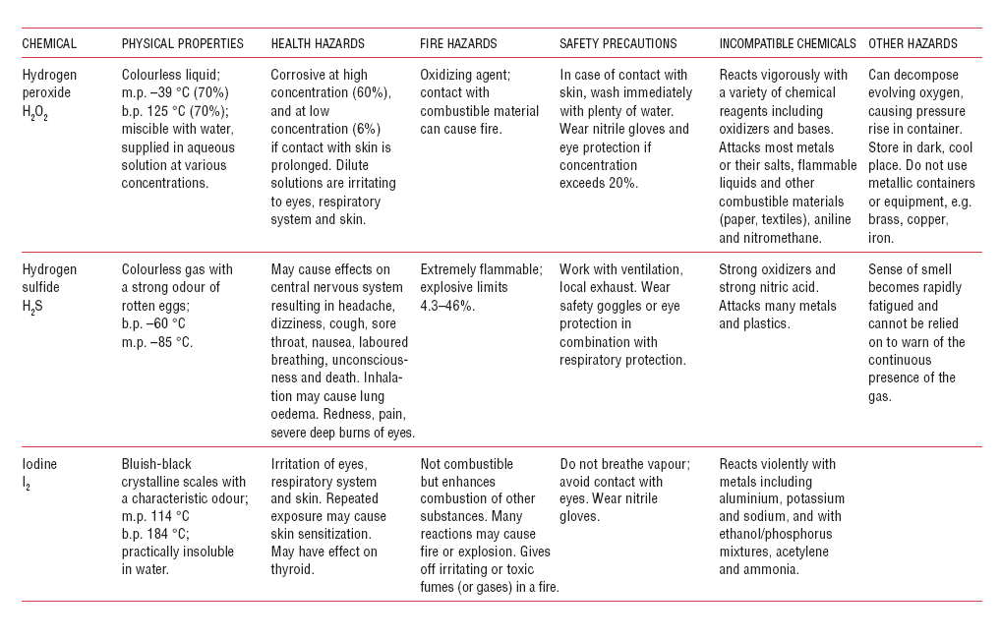 CHEMICAL PHYSICAL PROPERTIES HEALTH HAZARDS FIRE HAZARDS SAFETY PRECAUTIONS INCOMPATIBLE CHEMICALS OTHER HAZARDS
Hydrogen
peroxide
H₂O₂
Colourless liquid;
m.p. –39 °C (70%)
b.p. 125 °C (70%);
miscible with water,
supplied in aqueous
solution at various
concentrations.
Corrosive at high
concentration (60%),
and at low
concentration (6%)
if contact with skin is
prolonged. Dilute
solutions are irritating
to eyes, respiratory
system and skin.
Oxidizing agent;
contact with
combustible material
can cause fire.
In case of contact with
skin, wash immediately
with plenty of water.
Wear nitrile gloves and
eye protection if
concentration
exceeds 20%.
Reacts vigorously with
a variety of chemical
reagents including
oxidizers and bases.
Attacks most metals
or their salts, flammable
liquids and other
combustible materials
(paper, textiles), aniline
and nitromethane.
Can decompose
evolving oxygen,
causing pressure
rise in container.
Store in dark, cool
place. Do not use
metallic containers
or equipment, e.g.
brass, copper,
iron.
Hydrogen
sulfide
H₂S
Colourless gas with
a strong odour of
rotten eggs;
b.p. –60 °C
m.p. –85 °C.
May cause effects on
central nervous system
resulting in headache,
dizziness, cough, sore
throat, nausea, laboured
breathing, unconscious-
ness and death. Inhala-
tion may cause lung
oedema. Redness, pain,
severe deep burns of eyes.
Extremely flammable;
explosive limits
4.3–46%.
Work with ventilation,
local exhaust. Wear
safety goggles or eye
protection in
combination with
respiratory protection.
Strong oxidizers and
strong nitric acid.
Attacks many metals
and plastics.
Sense of smell
becomes rapidly
fatigued and
cannot be relied
on to warn of the
continuous
presence of the
gas.
Iodine
I₂
Bluish-black
crystalline scales with
a characteristic odour;
m.p. 114 °C
b.p. 184 °C;
practically insoluble
in water.
Irritation of eyes,
respiratory system
and skin. Repeated
exposure may cause
skin sensitization.
May have effect on
thyroid.
Not combustible
but enhances
combustion of other
substances. Many
reactions may cause
fire or explosion. Gives
off irritating or toxic
fumes (or gases) in a fire.
Do not breathe vapour;
avoid contact with
eyes. Wear nitrile
gloves.
Reacts violently with
metals including
aluminium, potassium
and sodium, and with
ethanol/phosphorus
mixtures, acetylene
and ammonia.